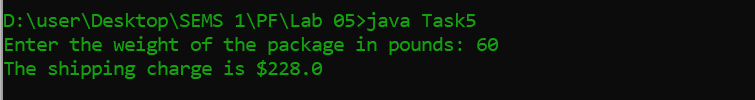 D:\user\Desktop\SEMS 1\PF\Lab 05>java Task5
Enter the weight of the package in pounds: 60
The shipping charge is $228.0